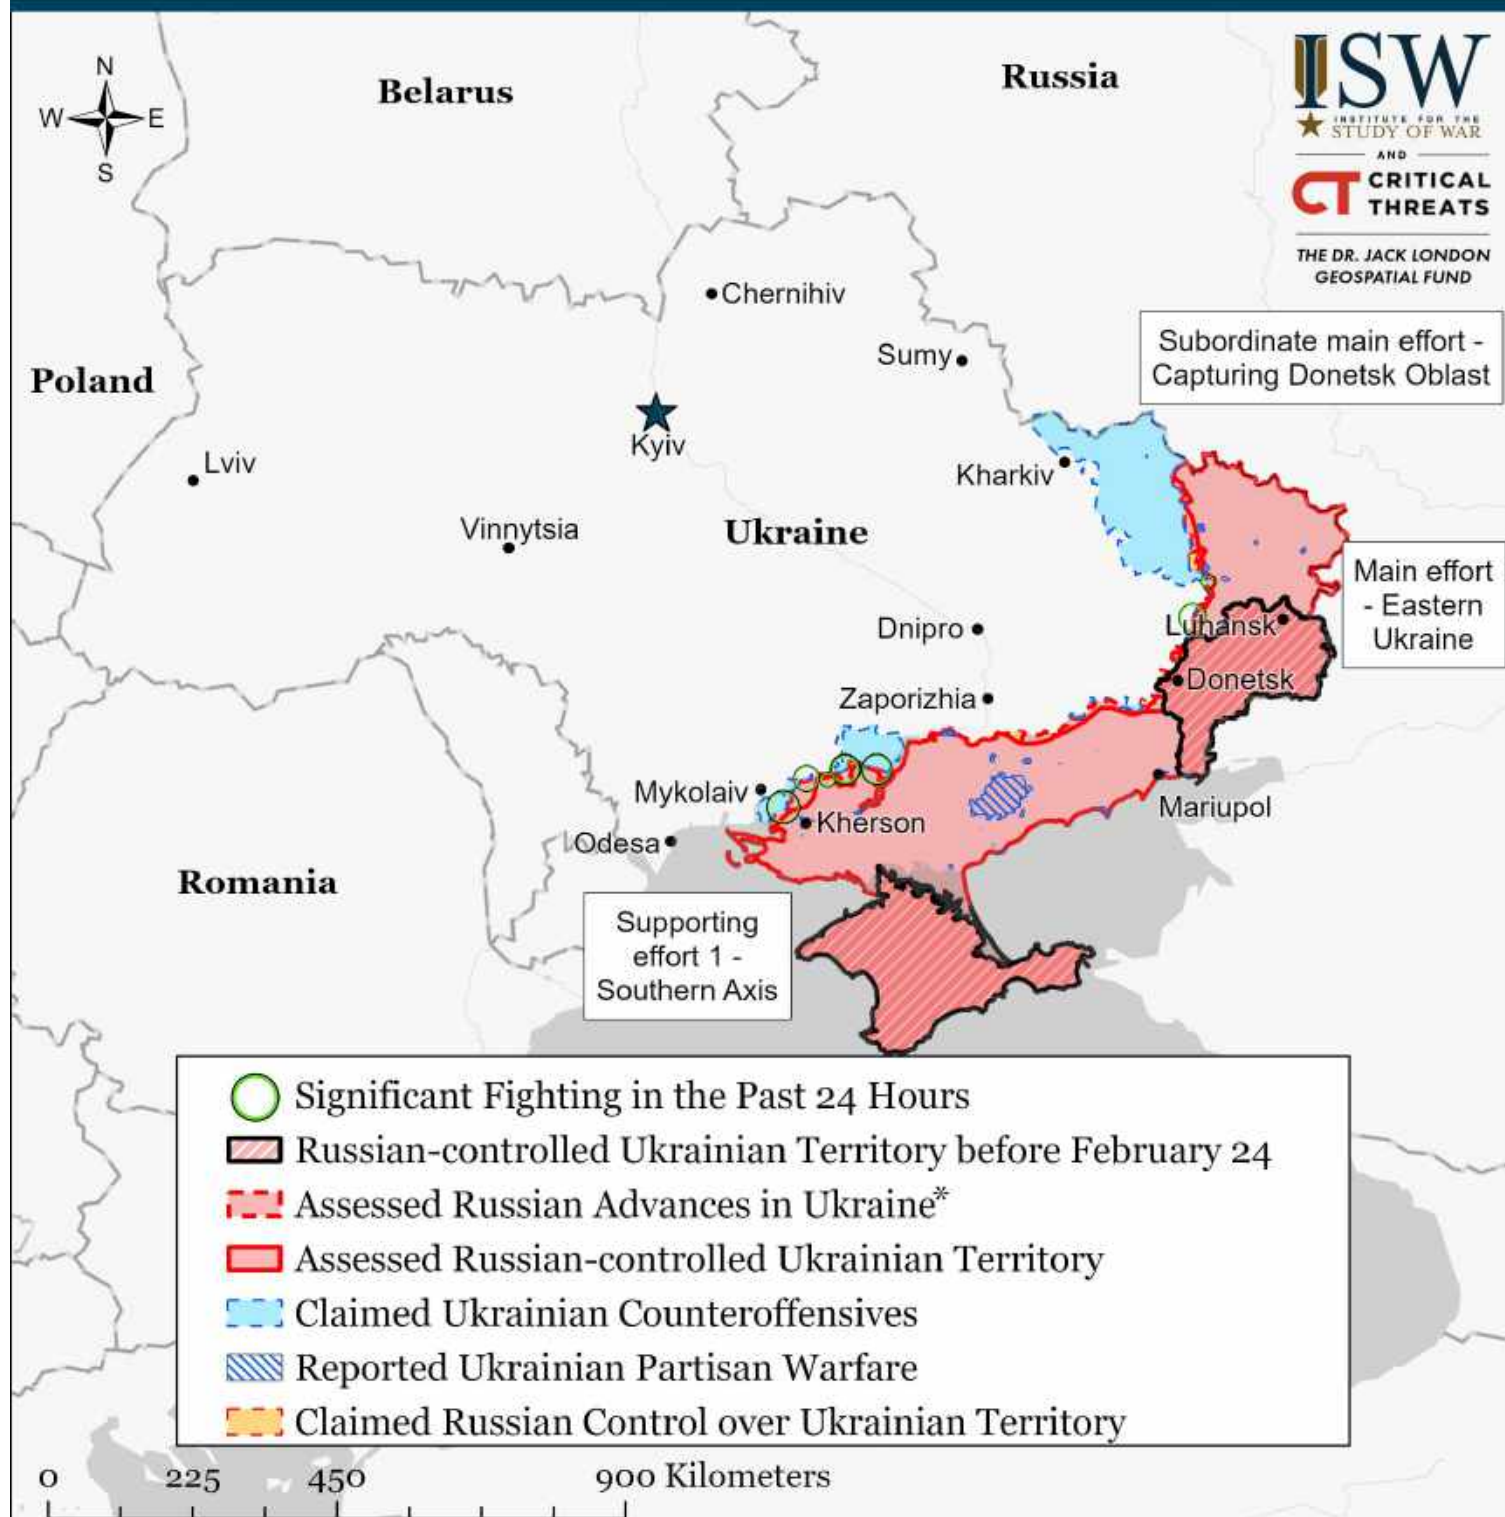 N
W E
S
Belarus
Russia
ISW
INSTITUTE FOR THE
STUDY OF WAR
AND
CT CRITICAL
THREATS
THE DR. JACK LONDON
GEOSPATIAL FUND
Chernihiv
Sumy
Subordinate main effort -
Capturing Donetsk Oblast
Poland
Kyiv
Lviv
Kharkiv
Vinnytsia
Ukraine
Main effort
- Eastern
Ukraine
Dnipro
Luhansk
Donetsk
Zaporizhia
Mykolaiv
Mariupol
Kherson
Odesa
Romania
Supporting
effort 1 -
Southern Axis
Significant Fighting in the Past 24 Hours
Russian-controlled Ukrainian Territory before February 24
Assessed Russian Advances in Ukraine*
Assessed Russian-controlled Ukrainian Territory
Claimed Ukrainian Counteroffensives
Reported Ukrainian Partisan Warfare
Claimed Russian Control over Ukrainian Territory
0 225 450 900 Kilometers